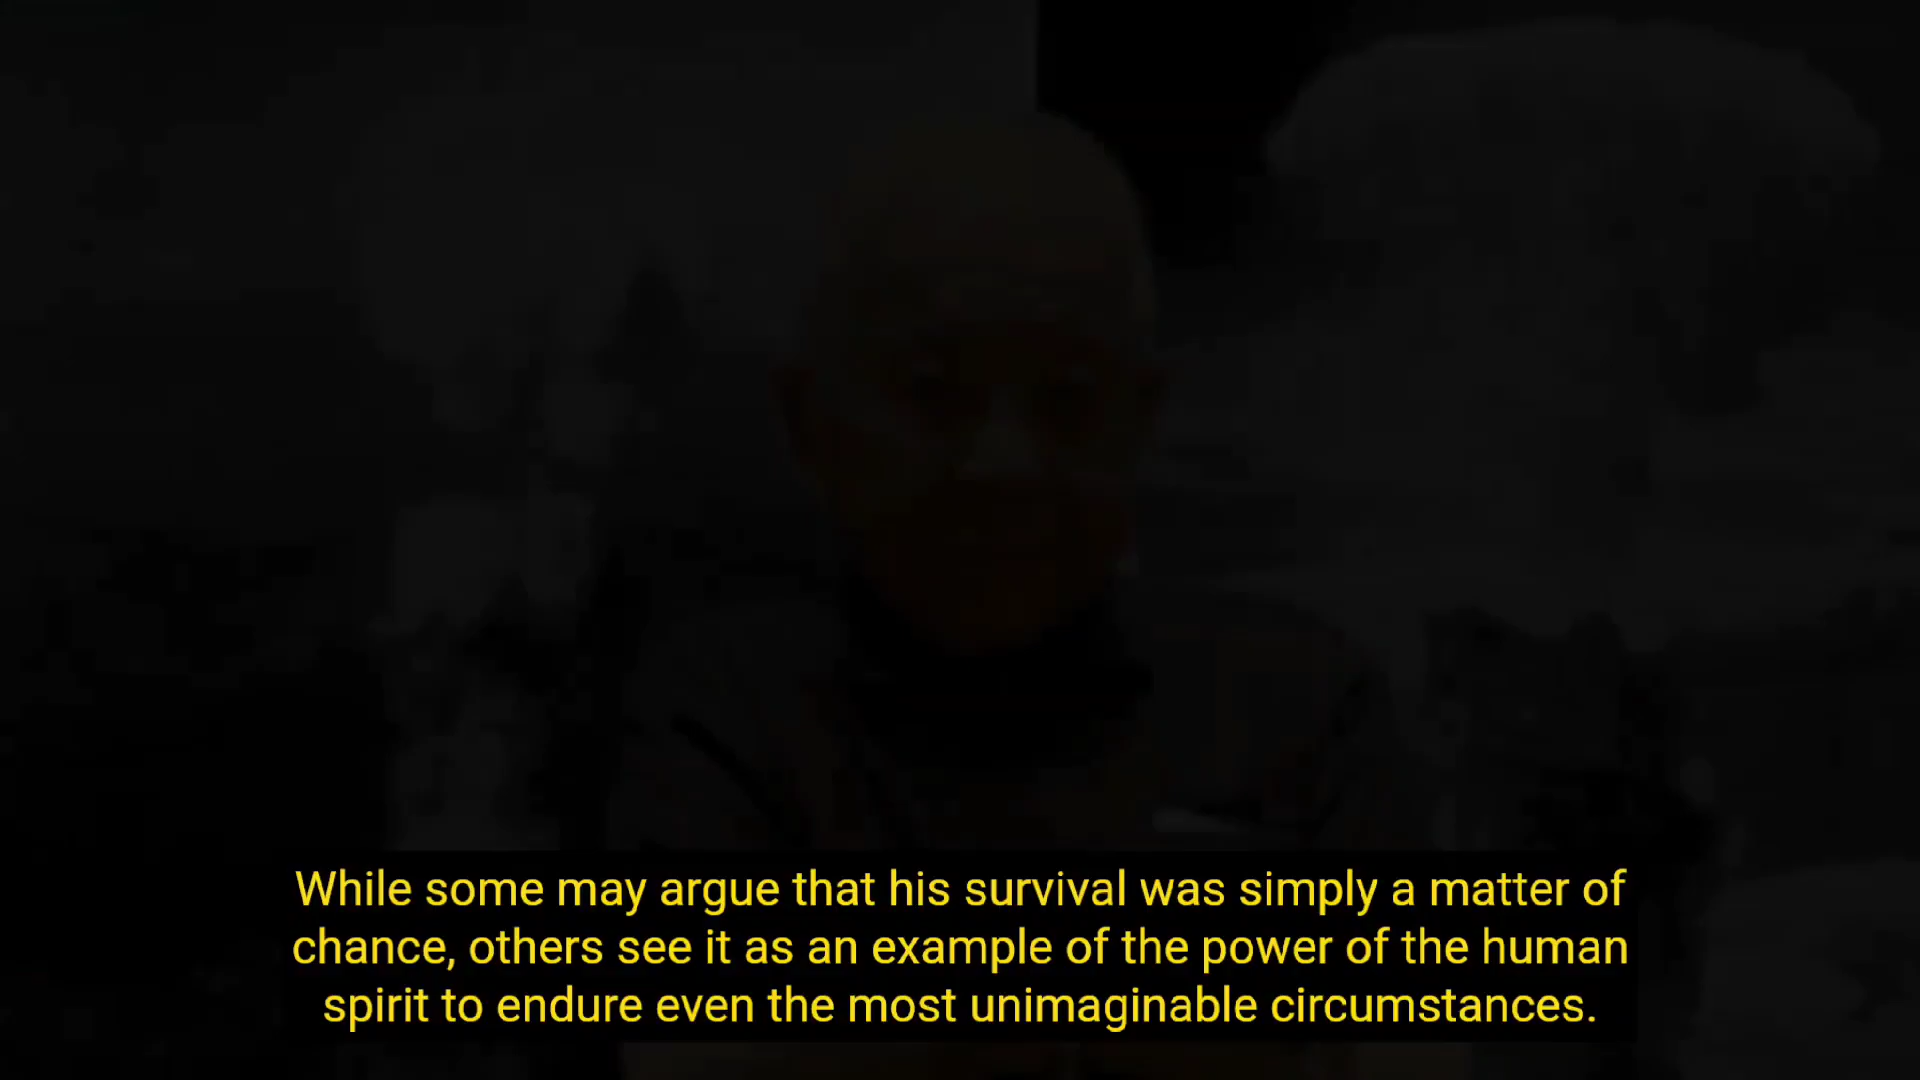 While some may argue that his survival was simply a matter of
chance, others see it as an example of the power of the human
spirit to endure even the most unimaginable circumstances.